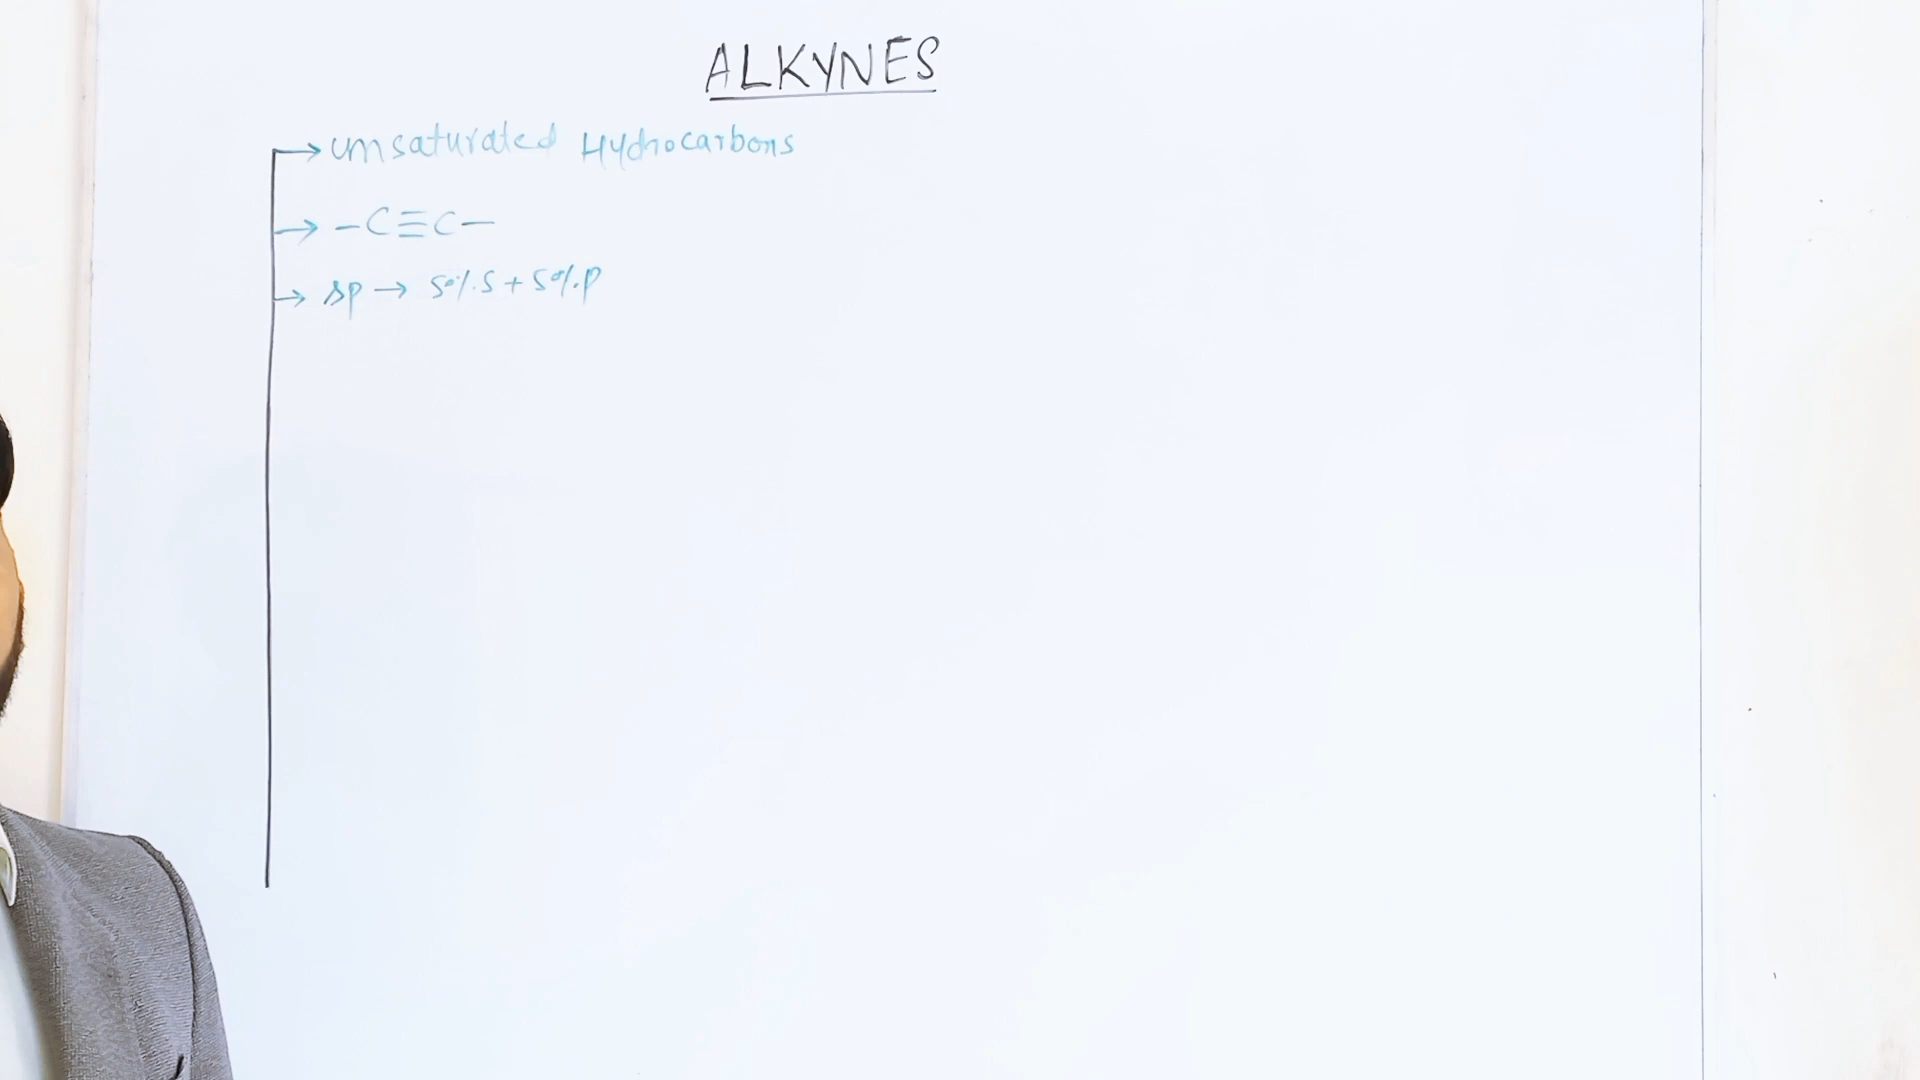 ALKYNES
→ unsaturated Hydrocarbons
→ -C≡C-
→ sp → 50%.S + 50%.p